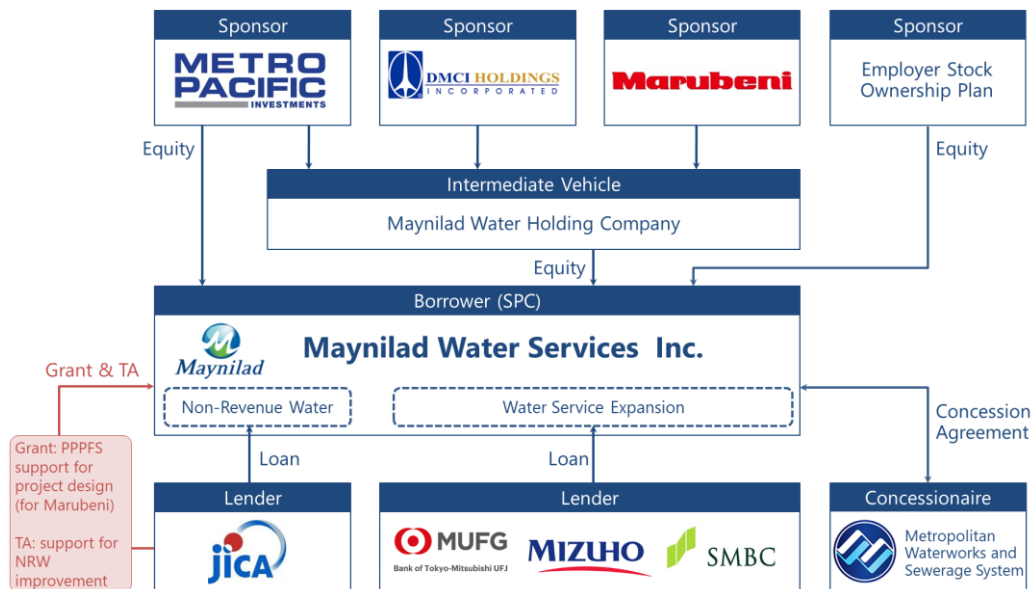 Sponsor
METRO
PACIFIC
INVESTMENTS
Sponsor
DMCI HOLDINGS
INCORPORATED
Sponsor
Marubeni
Sponsor
Employer Stock
Ownership Plan
Equity
Equity
Intermediate Vehicle
Maynilad Water Holding Company
Equity
Borrower (SPC)
Maynilad
Maynilad Water Services Inc.
Non-Revenue Water
Water Service Expansion
Grant & TA
Grant: PPPFS
support for
project design
(for Marubeni)
TA: support for
NRW
improvement
Loan
Loan
Concession
Agreement
Lender
JICA
Lender
MUFG
Bank of Tokyo-Mitsubishi UFJ
MIZUHO
SMBC
Concessionaire
Metropolitan
Waterworks and
Sewerage System